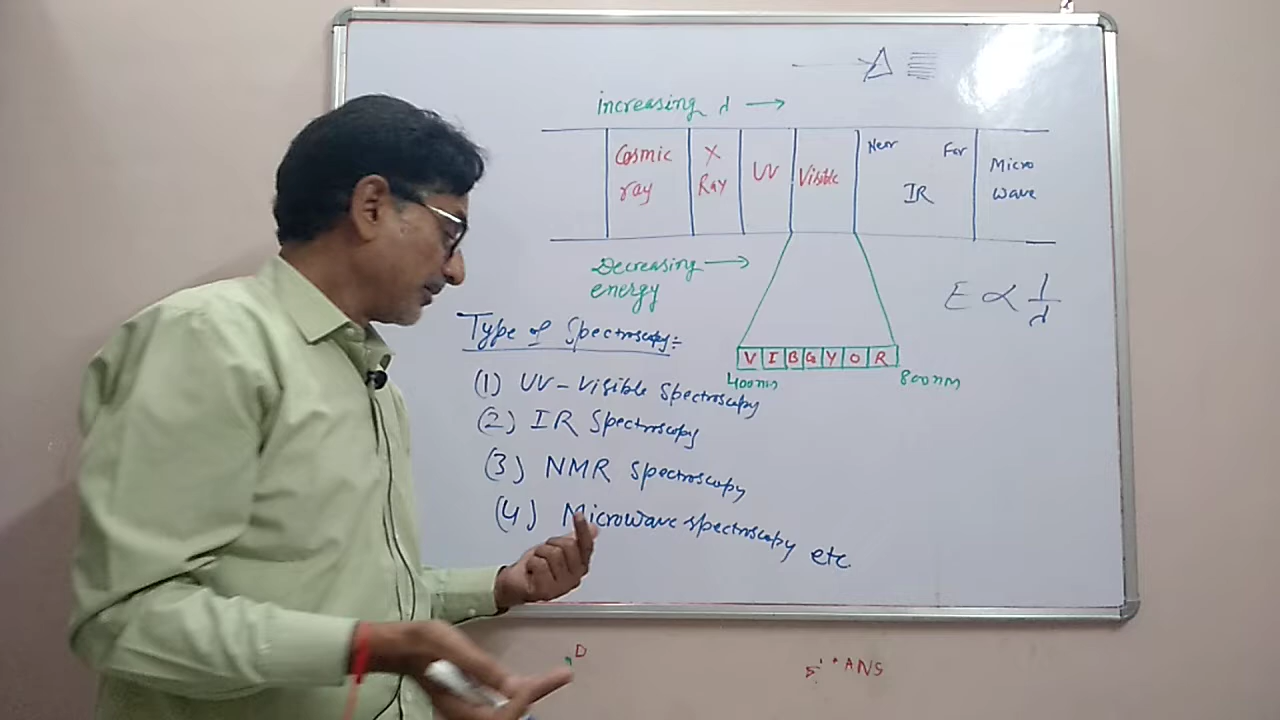 increasing λ →
Cosmic ray
X Ray
UV
Visible
Near Far
IR
Micro wave
Decreasing →
energy
E ∝ 1/λ
Type of Spectroscopy:-
V I B G Y O R
400nm 800nm
(1) UV-Visible Spectroscopy
(2) IR Spectroscopy
(3) NMR Spectroscopy
(4) Microwave spectroscopy etc.
D
ANS